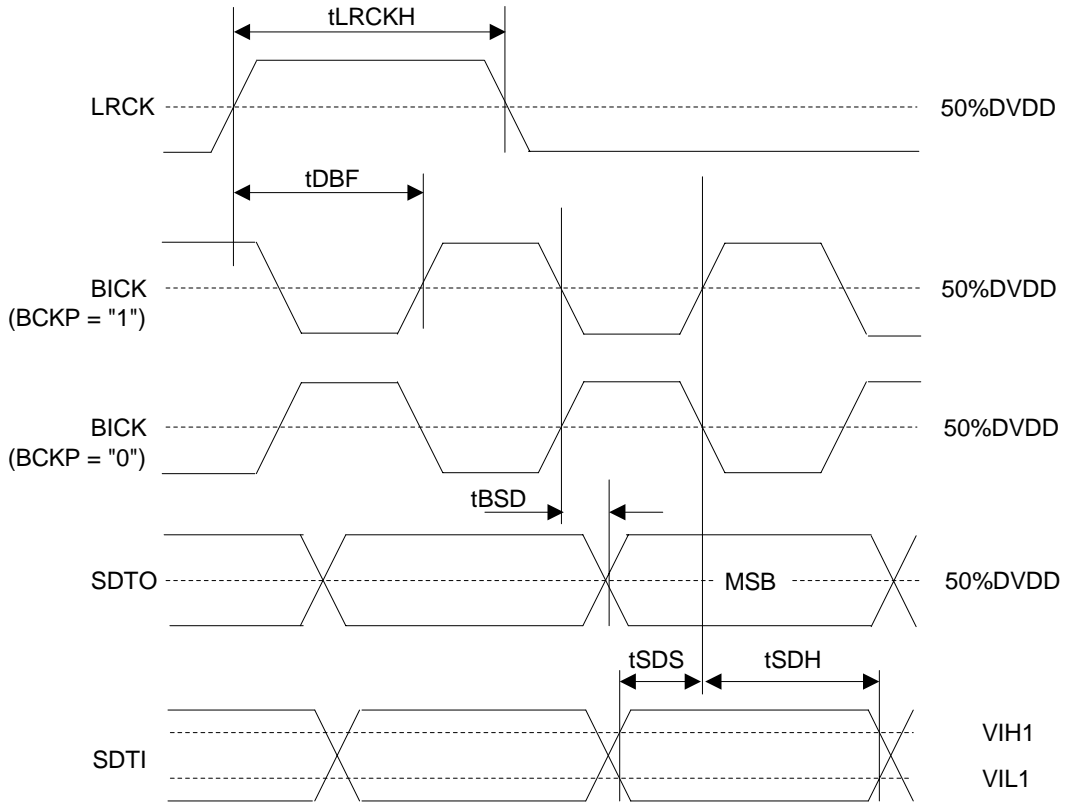 tLRCKH
LRCK 50%DVDD
tDBF
BICK 50%DVDD
(BCKP = "1")
BICK 50%DVDD
(BCKP = "0")
tBSD
SDTO MSB 50%DVDD
tSDS tSDH
VIH1
SDTI
VIL1